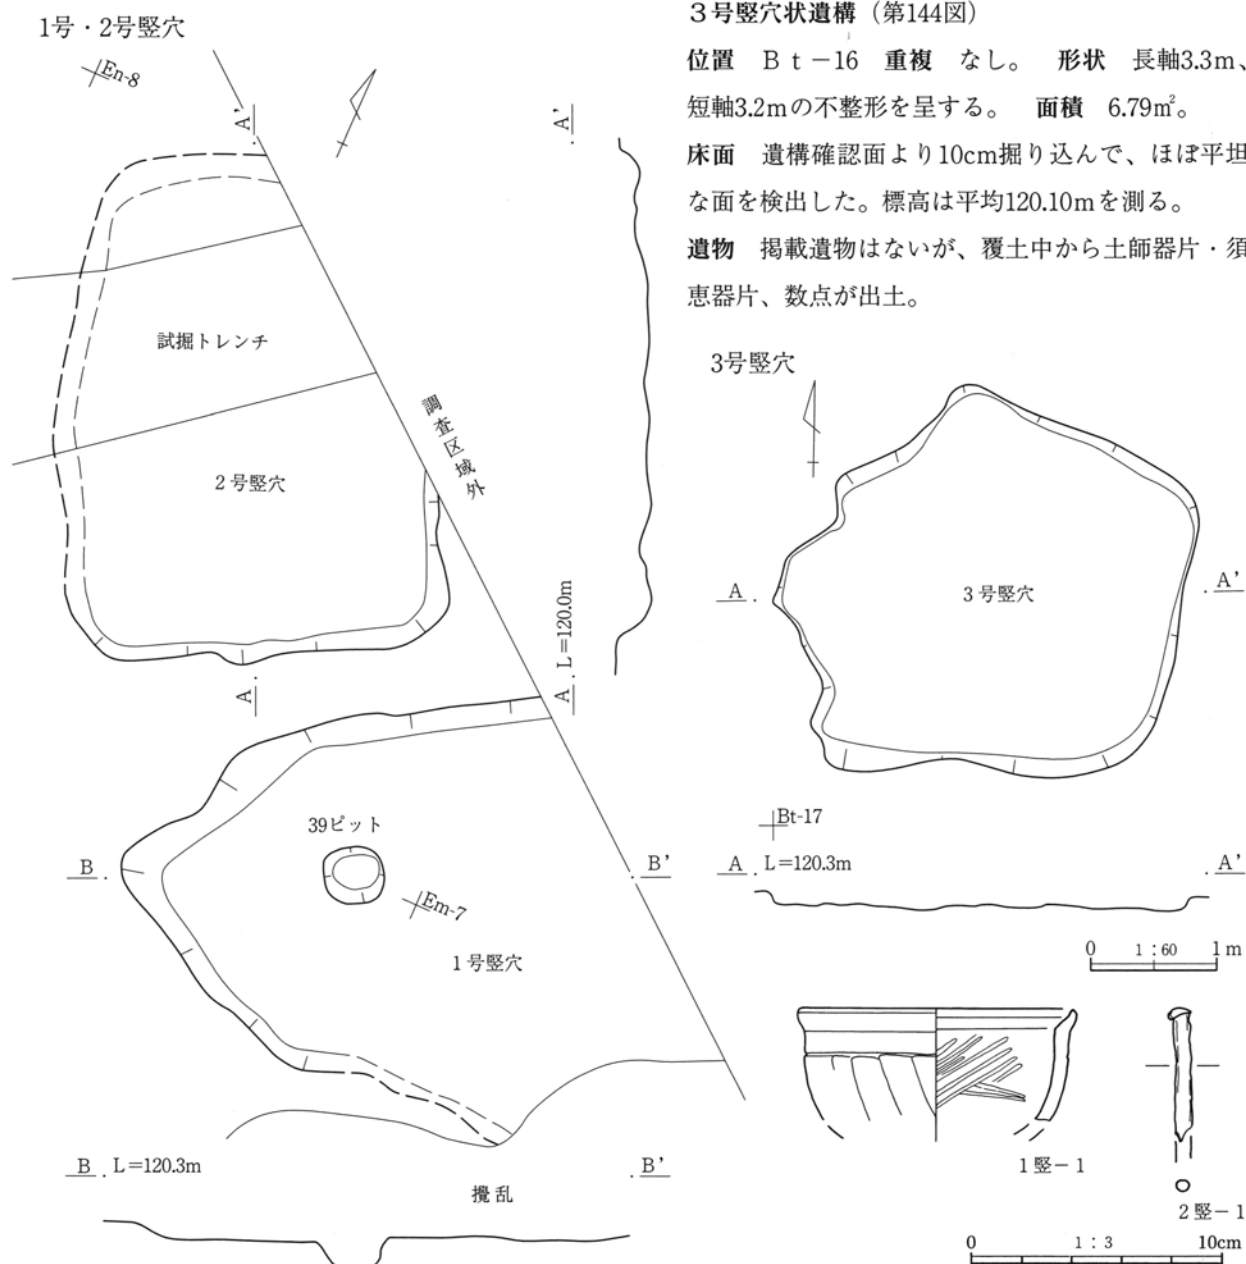 1号・2号竪穴
En-8
A'
A'
試掘トレンチ
2号竪穴
調査区域外
A
A L=120.0m
39ピット
B
B'
Em-7
1号竪穴
B L=120.3m
B'
攪乱
3号竪穴状遺構（第144図）
位置　Bt－16　重複　なし。　形状　長軸3.3m、
短軸3.2mの不整形を呈する。　面積　6.79㎡。
床面　遺構確認面より10cm掘り込んで、ほぼ平坦
な面を検出した。標高は平均120.10mを測る。
遺物　掲載遺物はないが、覆土中から土師器片・須
恵器片、数点が出土。
3号竪穴
A
A'
3号竪穴
Bt-17
A L=120.3m
A'
0　1：60　1m
1竪－1
2竪－1
0　1：3　10cm